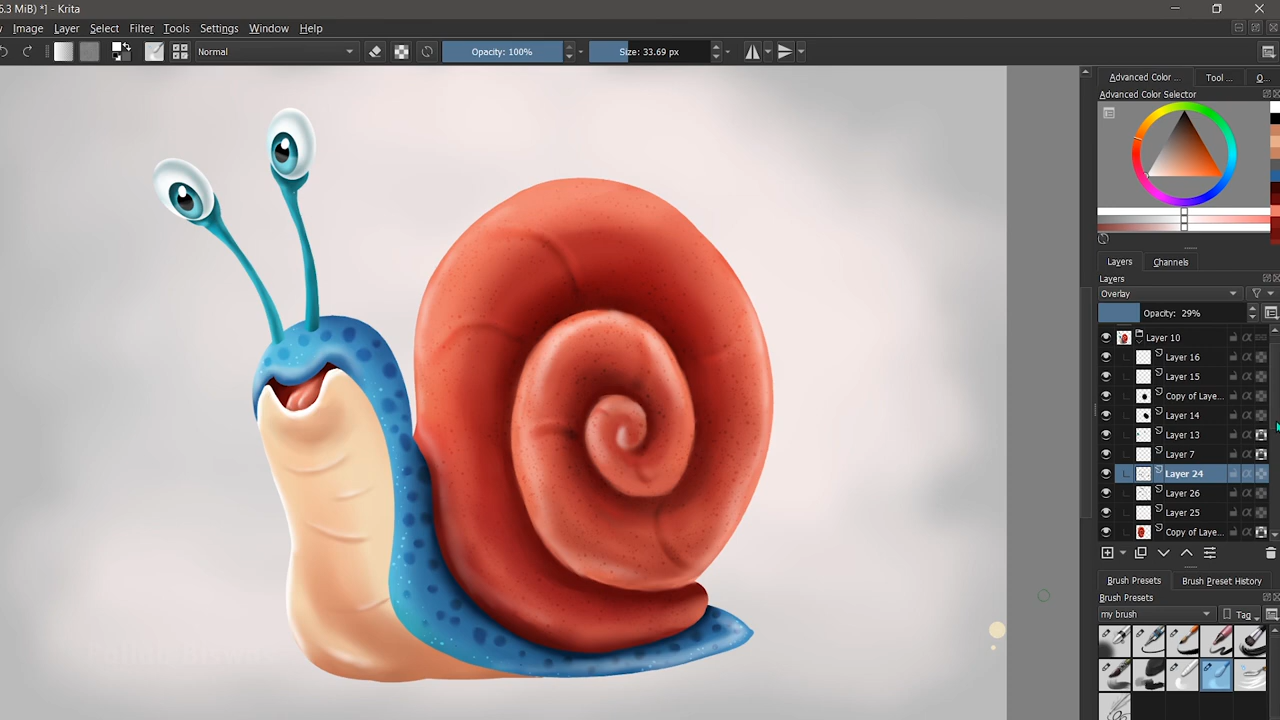 6.3 MiB) *] - Krita
Image Layer Select Filter Tools Settings Window Help
Normal
Opacity: 100%
Size: 33.69 px
Advanced Color ...
Tool ...
Q...
Advanced Color Selector
Layers
Channels
Layers
Overlay
Opacity: 29%
Layer 10
Layer 16
Layer 15
Copy of Laye...
Layer 14
Layer 13
Layer 7
Layer 24
Layer 26
Layer 25
Copy of Laye...
Brush Presets
Brush Preset History
Brush Presets
my brush
Tag